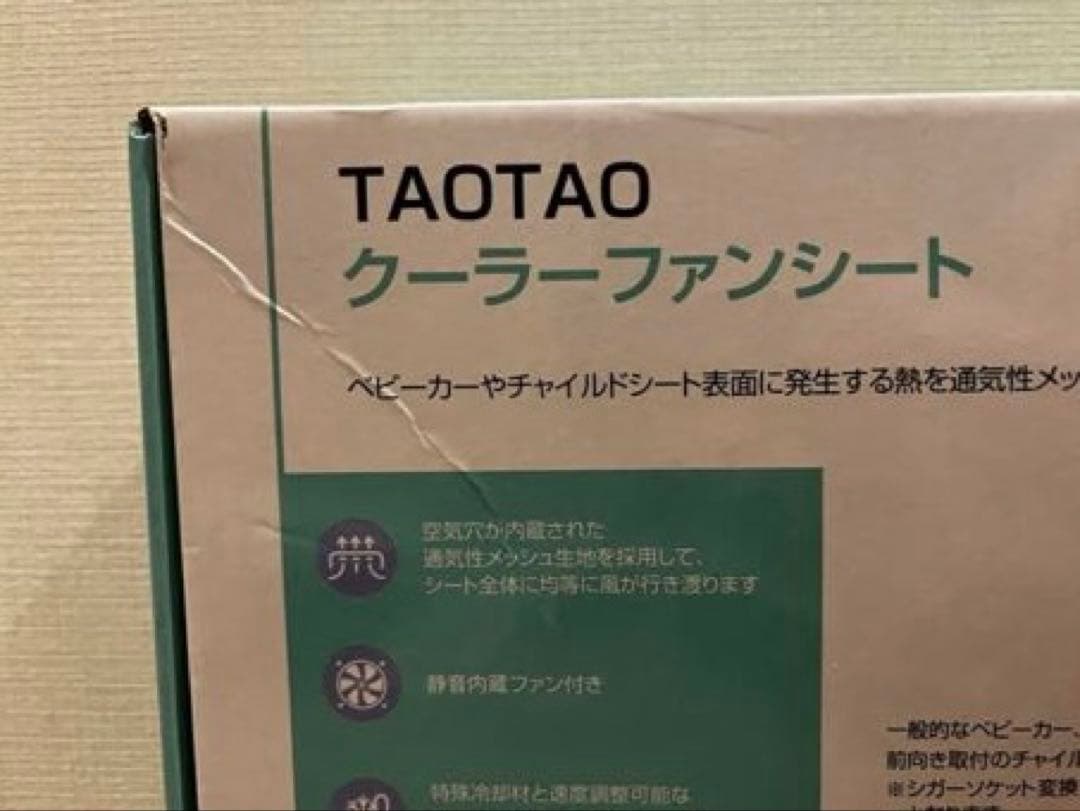 TAOTAO
クーラーファンシート
ベビーカーやチャイルドシート表面に発生する熱を通気性メッ
空気穴が内蔵された
通気性メッシュ生地を採用して、
シート全体に均等に風が行き渡ります
静音内蔵ファン付き
特殊冷却材と速度調整可能な
一般的なベビーカー、
前向き取付のチャイル
※シガーソケット変換